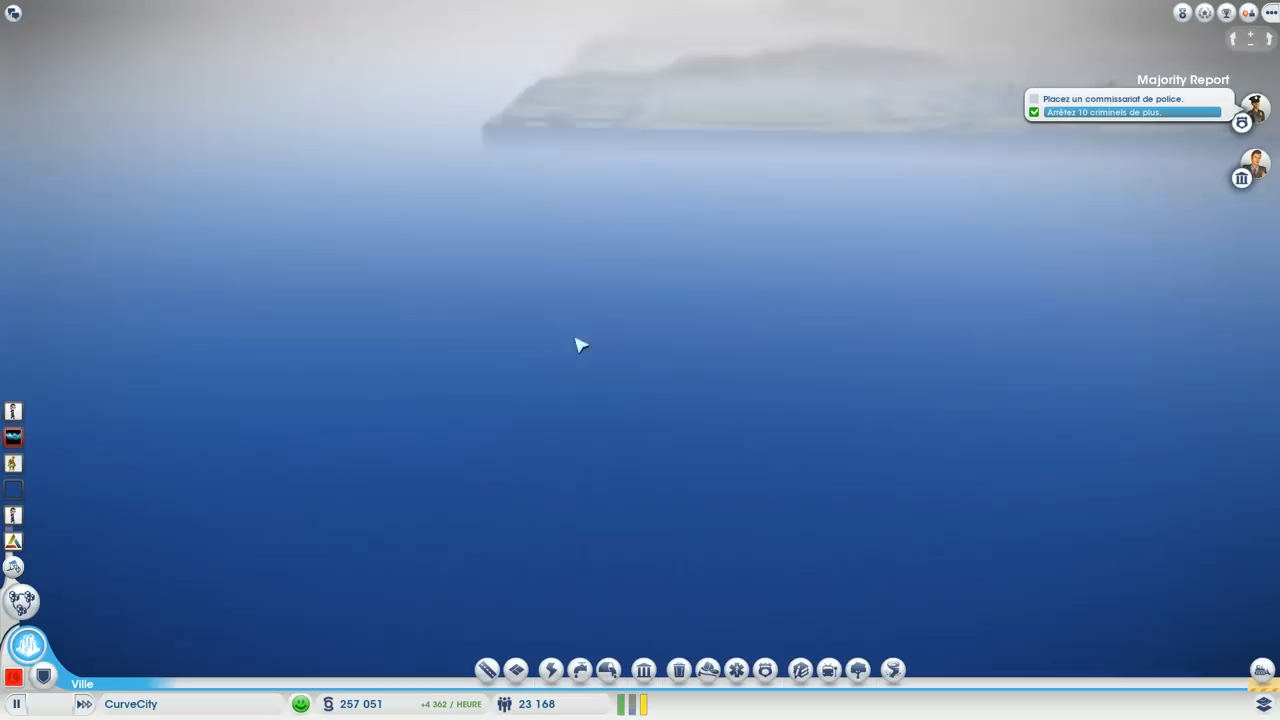 Majority Report
Placez un commissariat de police.
Arrêtez 10 criminels de plus.
Ville
CurveCity
257 051
+4 362 / HEURE
23 168